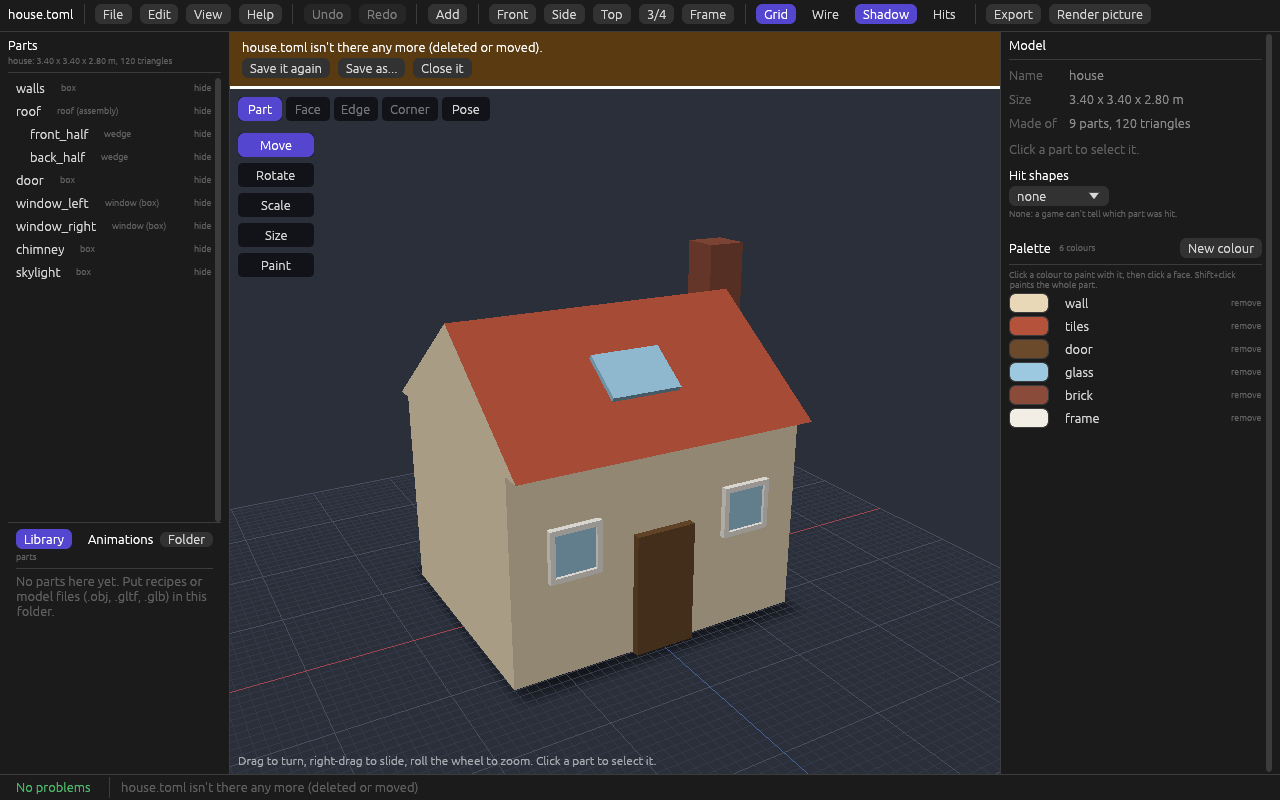 house.toml File Edit View Help Undo Redo Add Front Side Top 3/4 Frame Grid Wire Shadow Hits Export Render picture
Parts
house: 3.40 x 3.40 x 2.80 m, 120 triangles
walls box hide
roof roof (assembly) hide
front_half wedge hide
back_half wedge hide
door box hide
window_left window (box) hide
window_right window (box) hide
chimney box hide
skylight box hide
Library Animations Folder
parts
No parts here yet. Put recipes or
model files (.obj, .gltf, .glb) in this
folder.
house.toml isn't there any more (deleted or moved).
Save it again Save as... Close it
Part Face Edge Corner Pose
Move
Rotate
Scale
Size
Paint
Drag to turn, right-drag to slide, roll the wheel to zoom. Click a part to select it.
Model
Name house
Size 3.40 x 3.40 x 2.80 m
Made of 9 parts, 120 triangles
Click a part to select it.
Hit shapes
none
None: a game can't tell which part was hit.
Palette 6 colours New colour
Click a colour to paint with it, then click a face. Shift+click
paints the whole part.
wall remove
tiles remove
door remove
glass remove
brick remove
frame remove
No problems house.toml isn't there any more (deleted or moved)